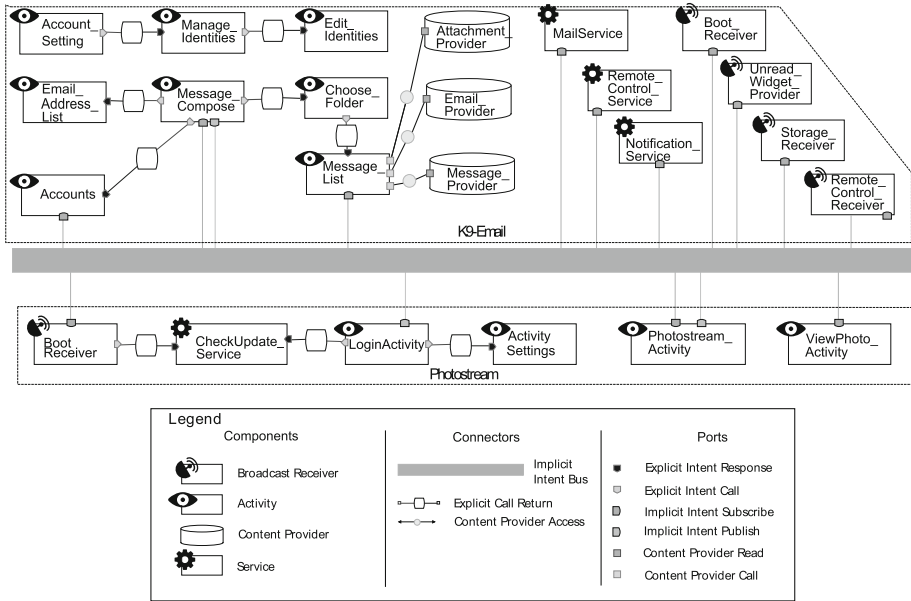 Account_
Setting
Manage_
Identities
Edit_
Identities
Attachment_
Provider
MailService
Boot_
Receiver
Email_
Address_
List
Message_
Compose
Choose_
Folder
Email_
Provider
Remote_
Control_
Service
Unread_
Widget_
Provider
Notification_
Service
Storage_
Receiver
Accounts
Message_
List
Message_
Provider
Remote_
Control_
Receiver
K9-Email
Boot_
Receiver
CheckUpdate_
Service
LoginActivity
Activity
Settings
Photostream_
Activity
ViewPhoto_
Activity
Photostream
Legend
Components
Connectors
Ports
Broadcast Receiver
Activity
Content Provider
Service
Implicit
Intent Bus
Explicit Call Return
Content Provider Access
Explicit Intent Response
Explicit Intent Call
Implicit Intent Subscribe
Implicit Intent Publish
Content Provider Read
Content Provider Call